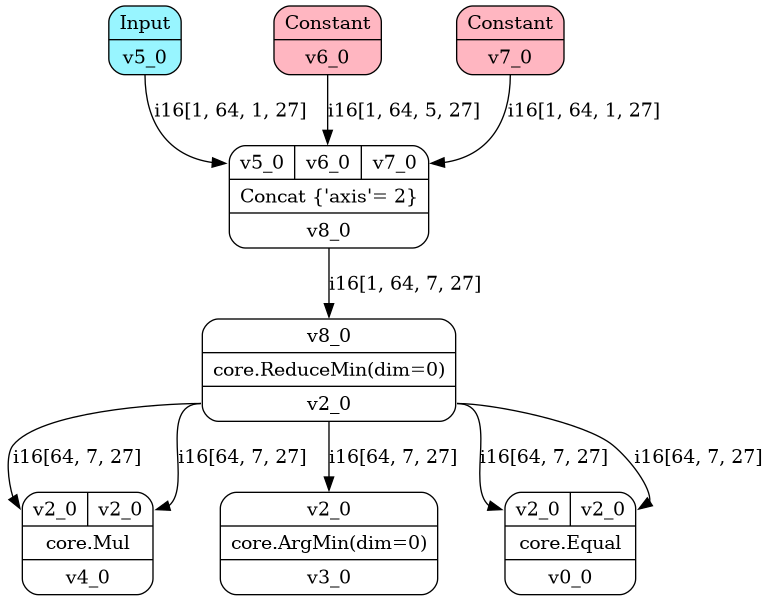 Input
v5_0
Constant
v6_0
Constant
v7_0
i16[1, 64, 1, 27]
i16[1, 64, 5, 27]
i16[1, 64, 1, 27]
v5_0 v6_0 v7_0
Concat {'axis'= 2}
v8_0
i16[1, 64, 7, 27]
v8_0
core.ReduceMin(dim=0)
v2_0
i16[64, 7, 27]
i16[64, 7, 27]
i16[64, 7, 27]
i16[64, 7, 27]
i16[64, 7, 27]
v2_0 v2_0
core.Mul
v4_0
v2_0
core.ArgMin(dim=0)
v3_0
v2_0 v2_0
core.Equal
v0_0